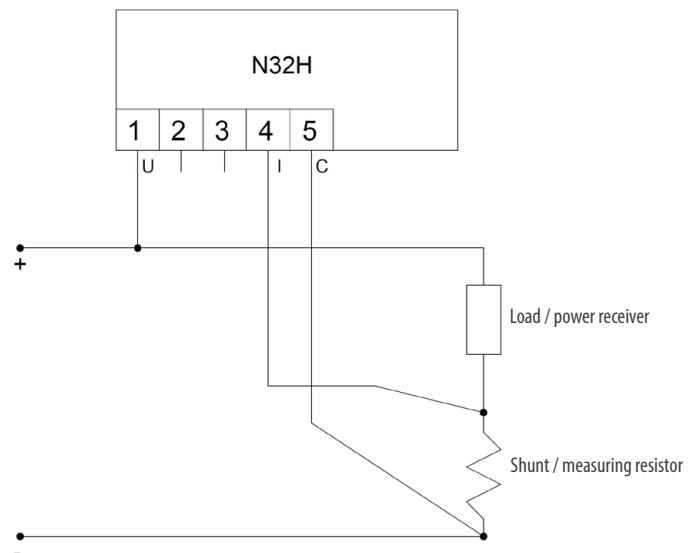 N32H
1 2 3 4 5
U I C
+
Load / power receiver
Shunt / measuring resistor
-